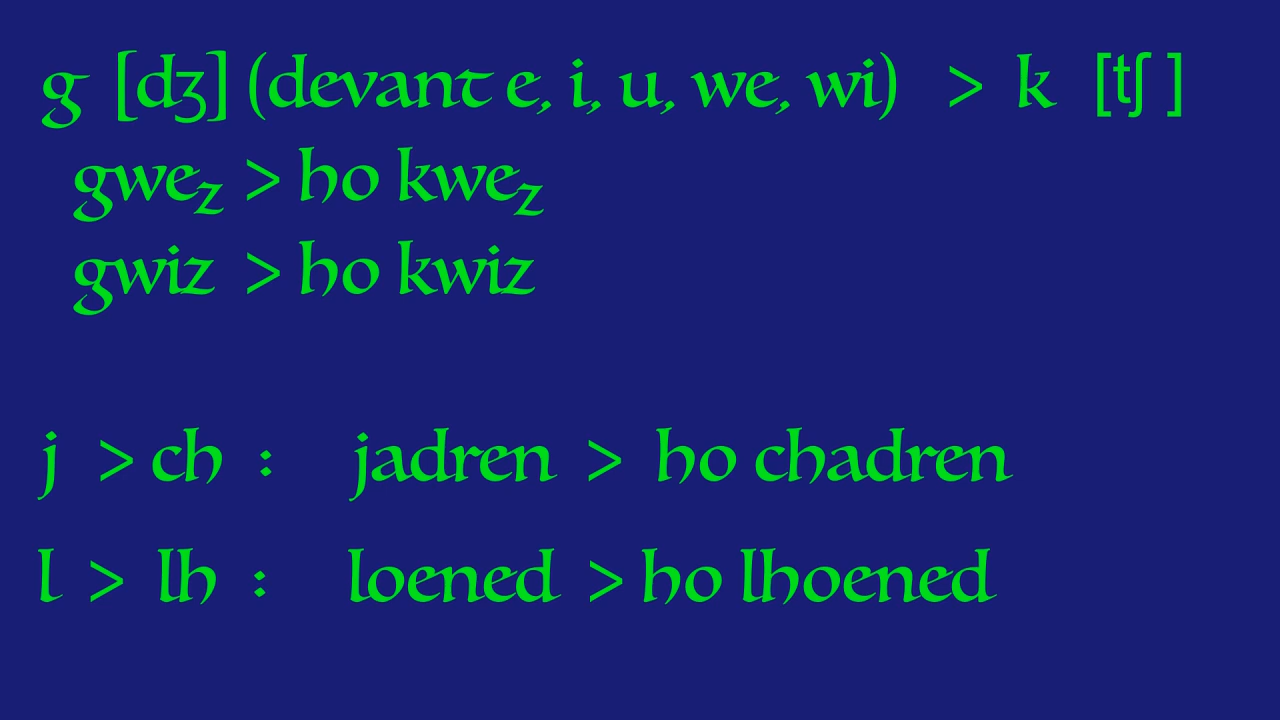 g [dʒ] (devant e, i, u, we, wi) > k [tʃ ]
gwez > ho kwez
gwiz > ho kwiz
j > ch : jadren > ho chadren
l > lh : loened > ho lhoened